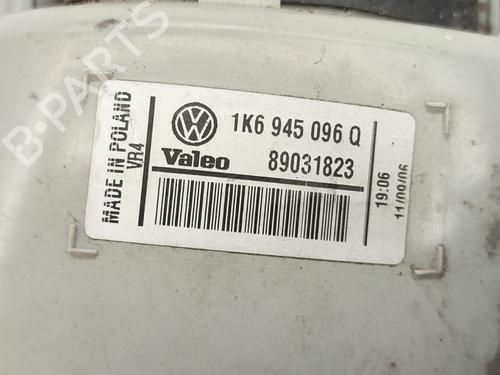 B-PARTS
MADE IN POLAND
VR4
1K6 945 096 Q
Valeo 89031823
19:06
11/09/06